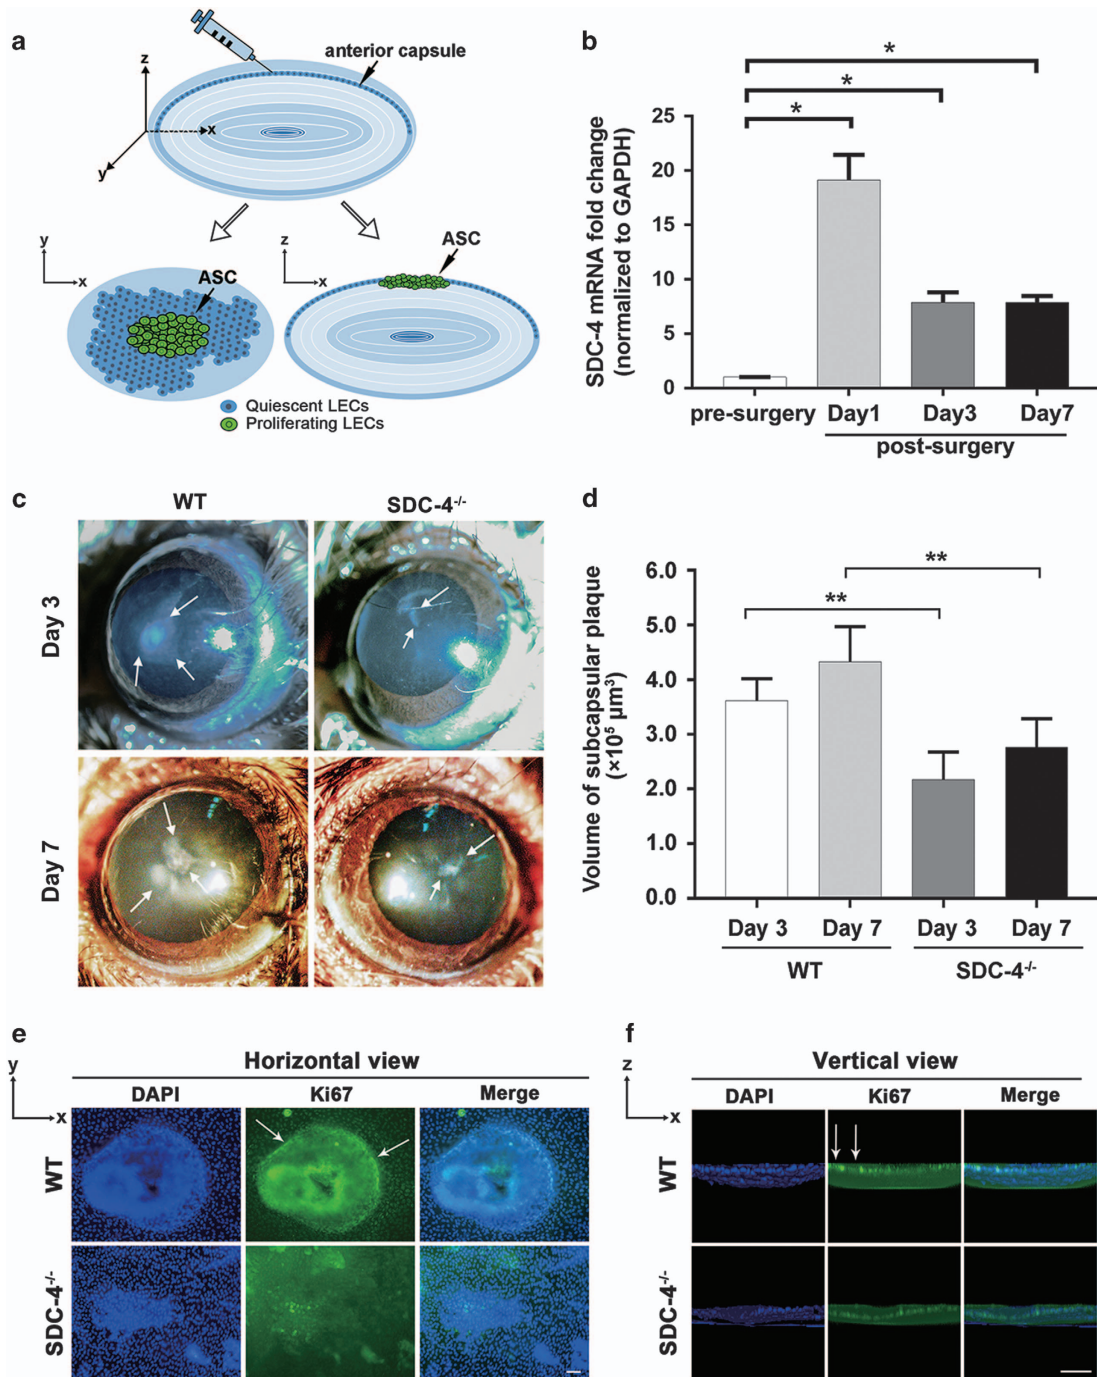 a
anterior capsule
z
x
y
y
x
ASC
z
x
ASC
Quiescent LECs
Proliferating LECs
b
*
*
*
SDC-4 mRNA fold change
(normalized to GAPDH)
25
20
15
10
5
0
pre-surgery Day1 Day3 Day7
post-surgery
c
WT SDC-4-/-
Day 3
Day 7
d
Volume of subcapsular plaque
(×10⁵ µm³)
6.0
5.0
4.0
3.0
2.0
1.0
0.0
**
**
Day 3 Day 7 Day 3 Day 7
WT SDC-4-/-
e
y
x
Horizontal view
DAPI Ki67 Merge
WT
SDC-4-/-
f
z
x
Vertical view
DAPI Ki67 Merge
WT
SDC-4-/-